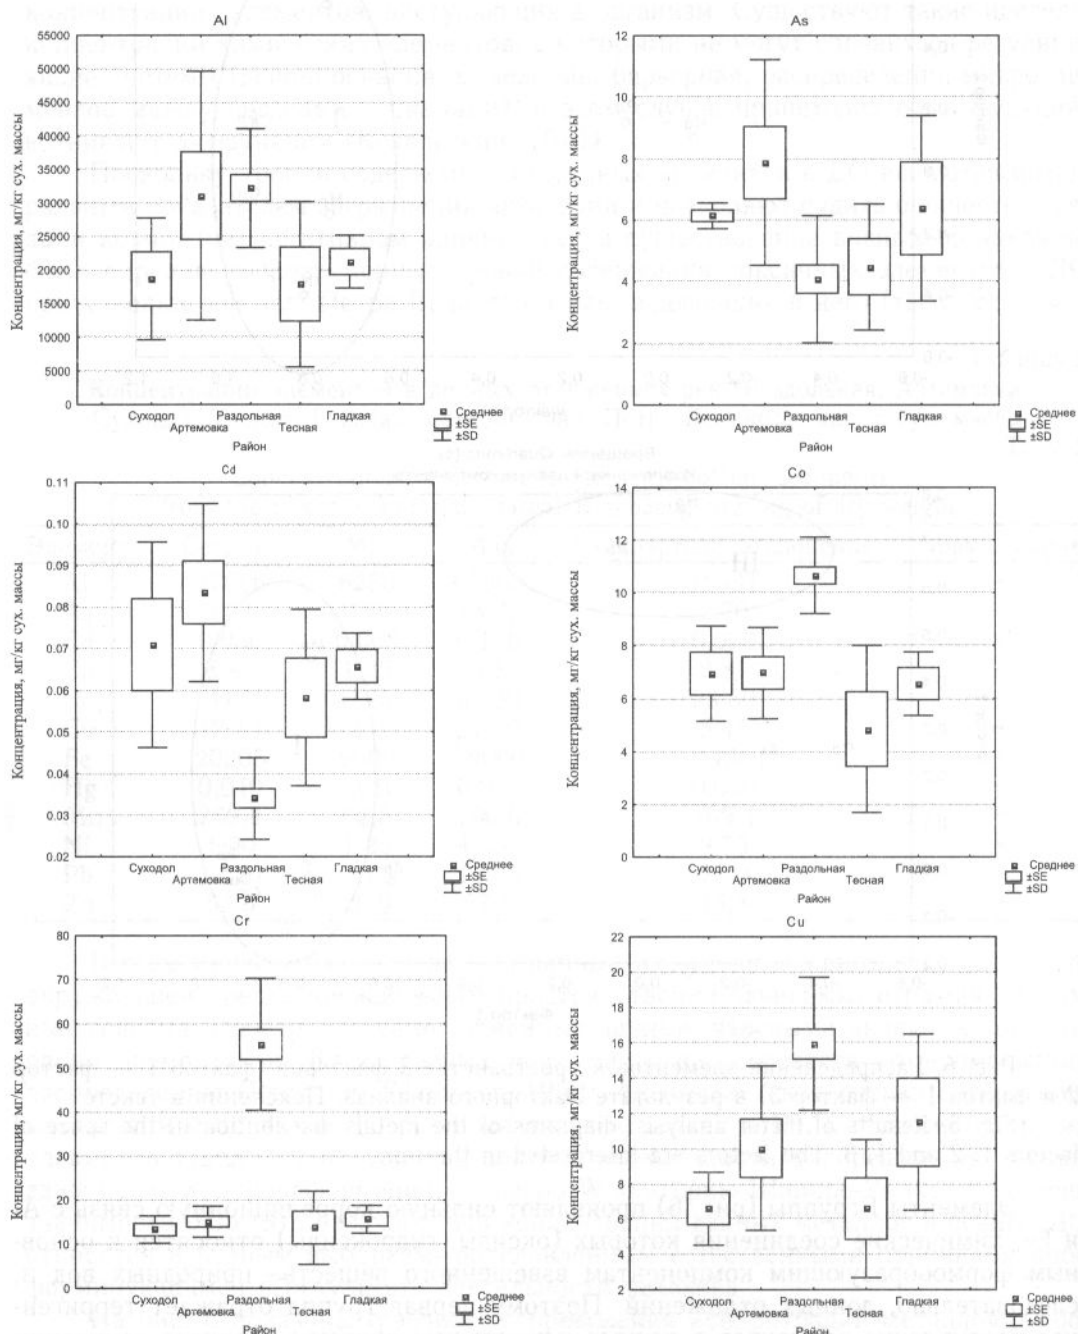 Al
Концентрация, мг/кг сух. массы
55000
50000
45000
40000
35000
30000
25000
20000
15000
10000
5000
0
Суходол Раздольная Гладкая
Артемовка Тесная
Район
Среднее
±SE
±SD
As
Концентрация, мг/кг сух. массы
12
10
8
6
4
2
0
Суходол Раздольная Гладкая
Артемовка Тесная
Район
Среднее
±SE
±SD
Cd
Концентрация, мг/кг сух. массы
0.11
0.10
0.09
0.08
0.07
0.06
0.05
0.04
0.03
0.02
Суходол Раздольная Гладкая
Артемовка Тесная
Район
Среднее
±SE
±SD
Co
Концентрация, мг/кг сух. массы
14
12
10
8
6
4
2
0
Суходол Раздольная Гладкая
Артемовка Тесная
Район
Среднее
±SE
±SD
Cr
Концентрация, мг/кг сух. массы
80
70
60
50
40
30
20
10
0
Суходол Раздольная Гладкая
Артемовка Тесная
Район
Среднее
±SE
±SD
Cu
Концентрация, мг/кг сух. массы
22
20
18
16
14
12
10
8
6
4
2
Суходол Раздольная Гладкая
Артемовка Тесная
Район
Среднее
±SE
±SD